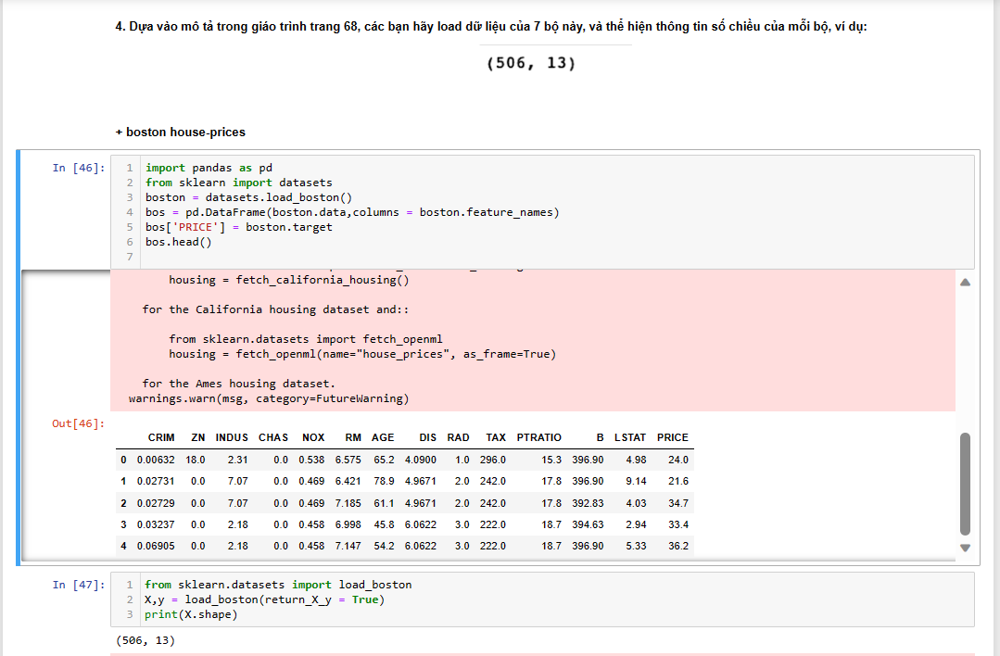 4. Dựa vào mô tả trong giáo trình trang 68, các bạn hãy load dữ liệu của 7 bộ này, và thể hiện thông tin số chiều của mỗi bộ, ví dụ:
(506, 13)
+ boston house-prices
In [46]:
1 import pandas as pd
2 from sklearn import datasets
3 boston = datasets.load_boston()
4 bos = pd.DataFrame(boston.data,columns = boston.feature_names)
5 bos['PRICE'] = boston.target
6 bos.head()
7
housing = fetch_california_housing()
for the California housing dataset and::
from sklearn.datasets import fetch_openml
housing = fetch_openml(name="house_prices", as_frame=True)
for the Ames housing dataset.
warnings.warn(msg, category=FutureWarning)
Out[46]:
CRIM ZN INDUS CHAS NOX RM AGE DIS RAD TAX PTRATIO B LSTAT PRICE
0 0.00632 18.0 2.31 0.0 0.538 6.575 65.2 4.0900 1.0 296.0 15.3 396.90 4.98 24.0
1 0.02731 0.0 7.07 0.0 0.469 6.421 78.9 4.9671 2.0 242.0 17.8 396.90 9.14 21.6
2 0.02729 0.0 7.07 0.0 0.469 7.185 61.1 4.9671 2.0 242.0 17.8 392.83 4.03 34.7
3 0.03237 0.0 2.18 0.0 0.458 6.998 45.8 6.0622 3.0 222.0 18.7 394.63 2.94 33.4
4 0.06905 0.0 2.18 0.0 0.458 7.147 54.2 6.0622 3.0 222.0 18.7 396.90 5.33 36.2
In [47]:
1 from sklearn.datasets import load_boston
2 X,y = load_boston(return_X_y = True)
3 print(X.shape)
(506, 13)